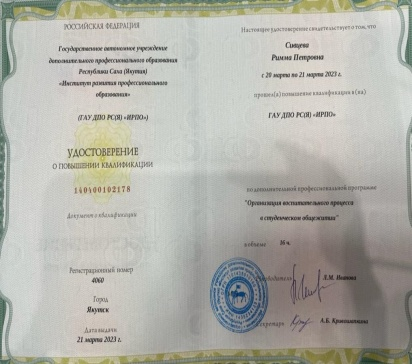 РОССИЙСКАЯ ФЕДЕРАЦИЯ
Государственное автономное учреждение
дополнительного профессионального образования
Республики Саха (Якутия)
«Институт развития профессионального
образования»
(ГАУ ДПО РС(Я) «ИРПО»)
УДОСТОВЕРЕНИЕ
О ПОВЫШЕНИИ КВАЛИФИКАЦИИ
140400102178
Документ о квалификации
Регистрационный номер
4060
Город
Якутск
Дата выдачи
21 марта 2023 г.
Настоящее удостоверение свидетельствует о том, что
Сивцева
Римма Петровна
с 20 марта по 21 марта 2023 г.
прошел(а) повышение квалификации в (на)
ГАУ ДПО РС(Я) «ИРПО»
по дополнительной профессиональной программе
"Организация воспитательного процесса
в студенческом общежитии"
в объеме 16 ч.
Руководитель Л.М. Иванова
Секретарь А.Б.